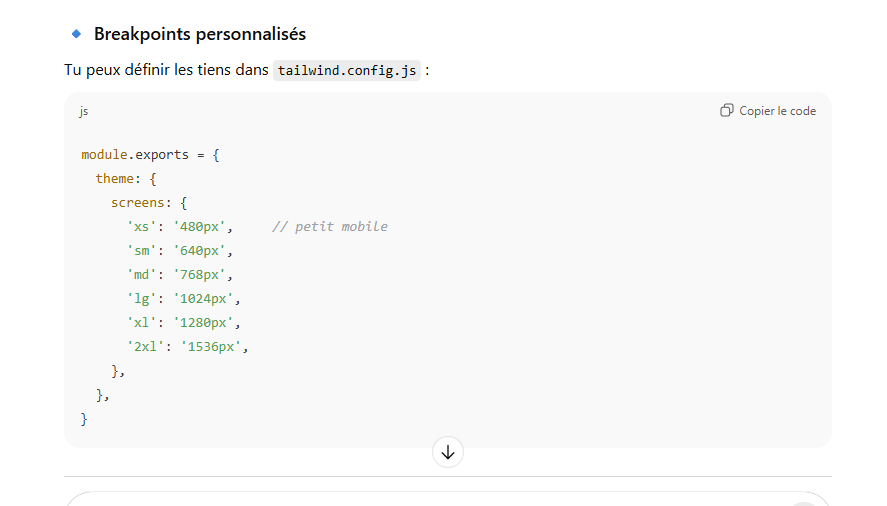 Breakpoints personnalisés
Tu peux définir les tiens dans tailwind.config.js :
js
Copier le code
module.exports = {
  theme: {
    screens: {
      'xs': '480px',     // petit mobile
      'sm': '640px',
      'md': '768px',
      'lg': '1024px',
      'xl': '1280px',
      '2xl': '1536px',
    },
  },
}